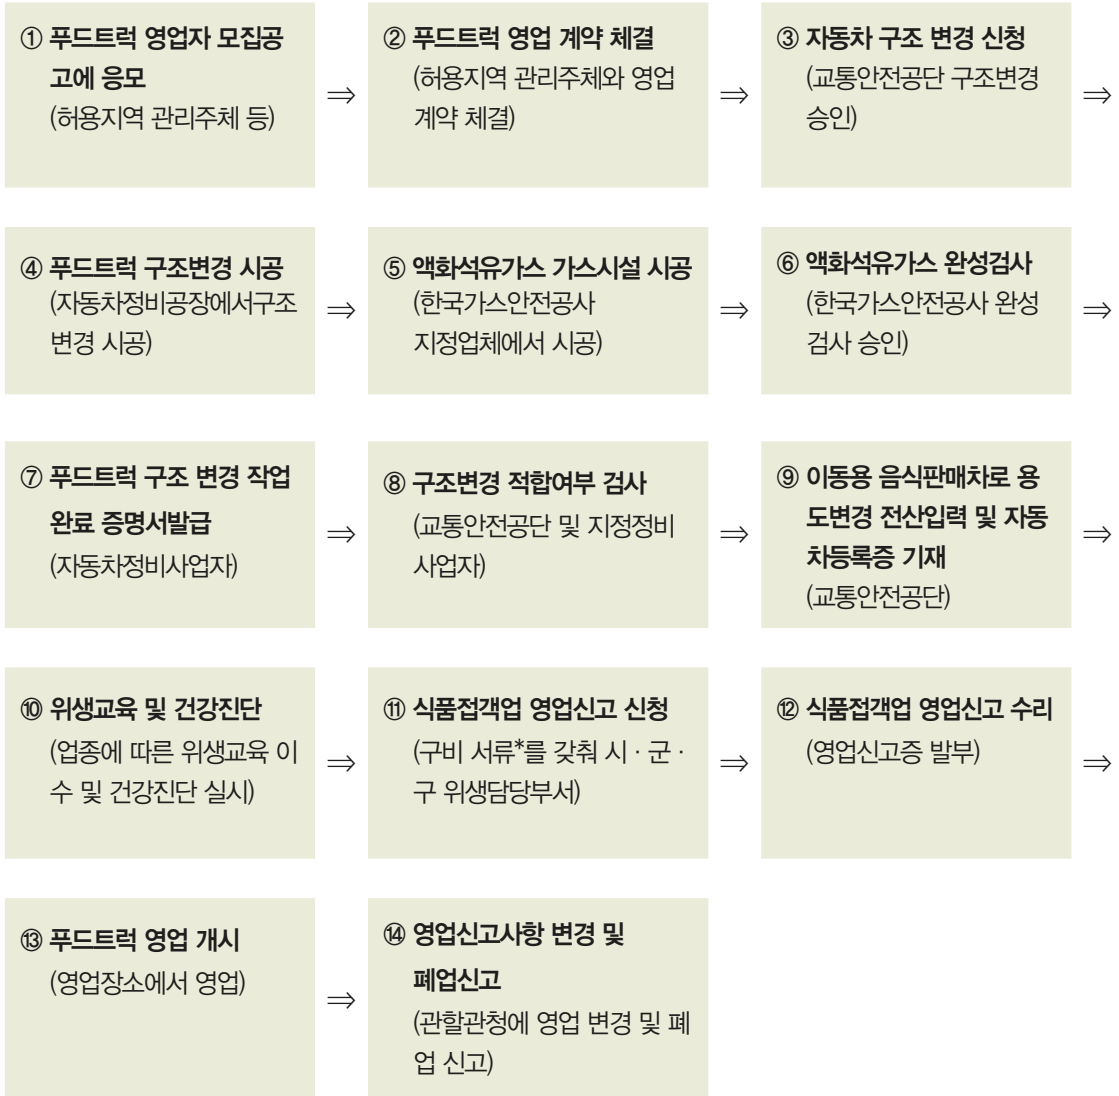 ① 푸드트럭 영업자 모집공
고에 응모
(허용지역 관리주체 등)
⇒
② 푸드트럭 영업 계약 체결
(허용지역 관리주체와 영업
계약 체결)
⇒
③ 자동차 구조 변경 신청
(교통안전공단 구조변경
승인)
⇒
④ 푸드트럭 구조변경 시공
(자동차정비공장에서구조
변경 시공)
⇒
⑤ 액화석유가스 가스시설 시공
(한국가스안전공사
지정업체에서 시공)
⇒
⑥ 액화석유가스 완성검사
(한국가스안전공사 완성
검사 승인)
⇒
⑦ 푸드트럭 구조 변경 작업
완료 증명서발급
(자동차정비사업자)
⇒
⑧ 구조변경 적합여부 검사
(교통안전공단 및 지정정비
사업자)
⇒
⑨ 이동용 음식판매차로 용
도변경 전산입력 및 자동
차등록증 기재
(교통안전공단)
⇒
⑩ 위생교육 및 건강진단
(업종에 따른 위생교육 이
수 및 건강진단 실시)
⇒
⑪ 식품접객업 영업신고 신청
(구비 서류*를 갖춰 시 · 군 ·
구 위생담당부서)
⇒
⑫ 식품접객업 영업신고 수리
(영업신고증 발부)
⇒
⑬ 푸드트럭 영업 개시
(영업장소에서 영업)
⇒
⑭ 영업신고사항 변경 및
폐업신고
(관할관청에 영업 변경 및 폐
업 신고)